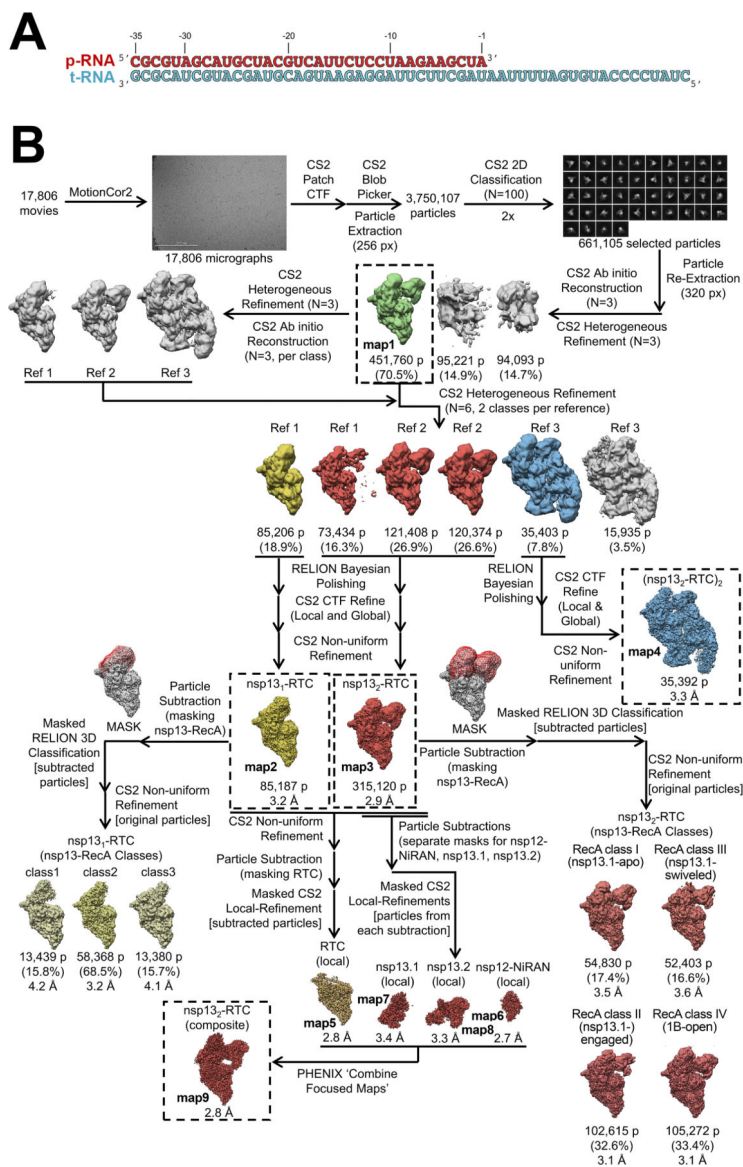 A
-35 -30 -20 -10 -1
p-RNA 5' CGCGUAGCAUGCUACGUCAUUCUCCUAAGAAGCUA 3'
t-RNA 3' GCGCAUCGUACGAUGCAGUAAGAGGAUUCUUCGAUAAUUUUAGUGUACCCCUAUC 5'
B
17,806
movies
MotionCor2
17,806 micrographs
CS2
Patch
CTF
CS2
Blob
Picker
Particle
Extraction
(256 px)
3,750,107
particles
CS2 2D
Classification
(N=100)
2x
661,105 selected particles
Particle
Re-Extraction
(320 px)
CS2 Ab initio
Reconstruction
(N=3)
CS2 Heterogeneous
Refinement (N=3)
map1
451,760 p
(70.5%)
95,221 p
(14.9%)
94,093 p
(14.7%)
CS2
Heterogeneous
Refinement (N=3)
CS2 Ab initio
Reconstruction
(N=3, per class)
Ref 1 Ref 2 Ref 3
CS2 Heterogeneous Refinement
(N=6, 2 classes per reference)
Ref 1 Ref 1 Ref 2 Ref 2 Ref 3 Ref 3
85,206 p
(18.9%)
73,434 p
(16.3%)
121,408 p
(26.9%)
120,374 p
(26.6%)
35,403 p
(7.8%)
15,935 p
(3.5%)
RELION Bayesian
Polishing
CS2 CTF Refine
(Local and Global)
CS2 Non-uniform
Refinement
RELION
Bayesian
Polishing
CS2 CTF
Refine
(Local &
Global)
CS2 Non-
uniform
Refinement
(nsp13₂-RTC)₂
map4
35,392 p
3.3 Å
nsp13₁-RTC
map2
85,187 p
3.2 Å
nsp13₂-RTC
map3
315,120 p
2.9 Å
MASK
Particle
Subtraction
(masking
nsp13-RecA)
Masked
RELION 3D
Classification
[subtracted
particles]
CS2 Non-uniform
Refinement
[original particles]
nsp13₁-RTC
(nsp13-RecA Classes)
class1 class2 class3
13,439 p
(15.8%)
4.2 Å
58,368 p
(68.5%)
3.2 Å
13,380 p
(15.7%)
4.1 Å
MASK
Particle Subtraction
(masking
nsp13-RecA)
Masked RELION 3D Classification
[subtracted particles]
CS2 Non-uniform
Refinement
[original particles]
nsp13₂-RTC
(nsp13-RecA Classes)
RecA class I
(nsp13.1-apo)
RecA class III
(nsp13.1-
swiveled)
54,830 p
(17.4%)
3.5 Å
52,403 p
(16.6%)
3.6 Å
RecA class II
(nsp13.1-)
engaged)
RecA class IV
(1B-open)
102,615 p
(32.6%)
3.1 Å
105,272 p
(33.4%)
3.1 Å
CS2 Non-uniform
Refinement
Particle Subtraction
(masking RTC)
Masked CS2
Local-Refinement
[subtracted particles]
Particle Subtractions
(separate masks for nsp12-
NiRAN, nsp13.1, nsp13.2)
Masked CS2
Local-Refinements
[particles from
each subtraction]
RTC
(local)
map5
2.8 Å
nsp13.1
(local)
map7
3.4 Å
nsp13.2
(local)
map8
3.3 Å
nsp12-NiRAN
(local)
map6
2.7 Å
PHENIX ‘Combine
Focused Maps’
nsp13₂-RTC
(composite)
map9
2.8 Å